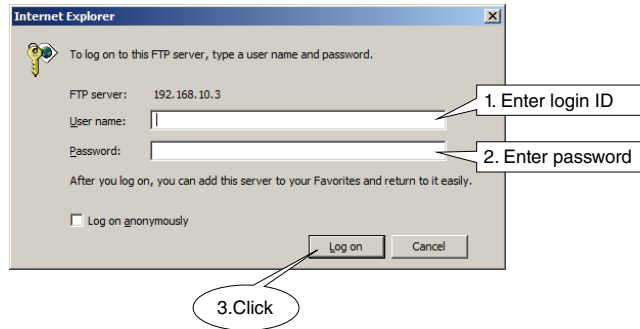 Internet Explorer
To log on to this FTP server, type a user name and password.
FTP server: 192.168.10.3
User name:
1. Enter login ID
Password:
2. Enter password
After you log on, you can add this server to your Favorites and return to it easily.
Log on anonymously
Log on Cancel
3.Click